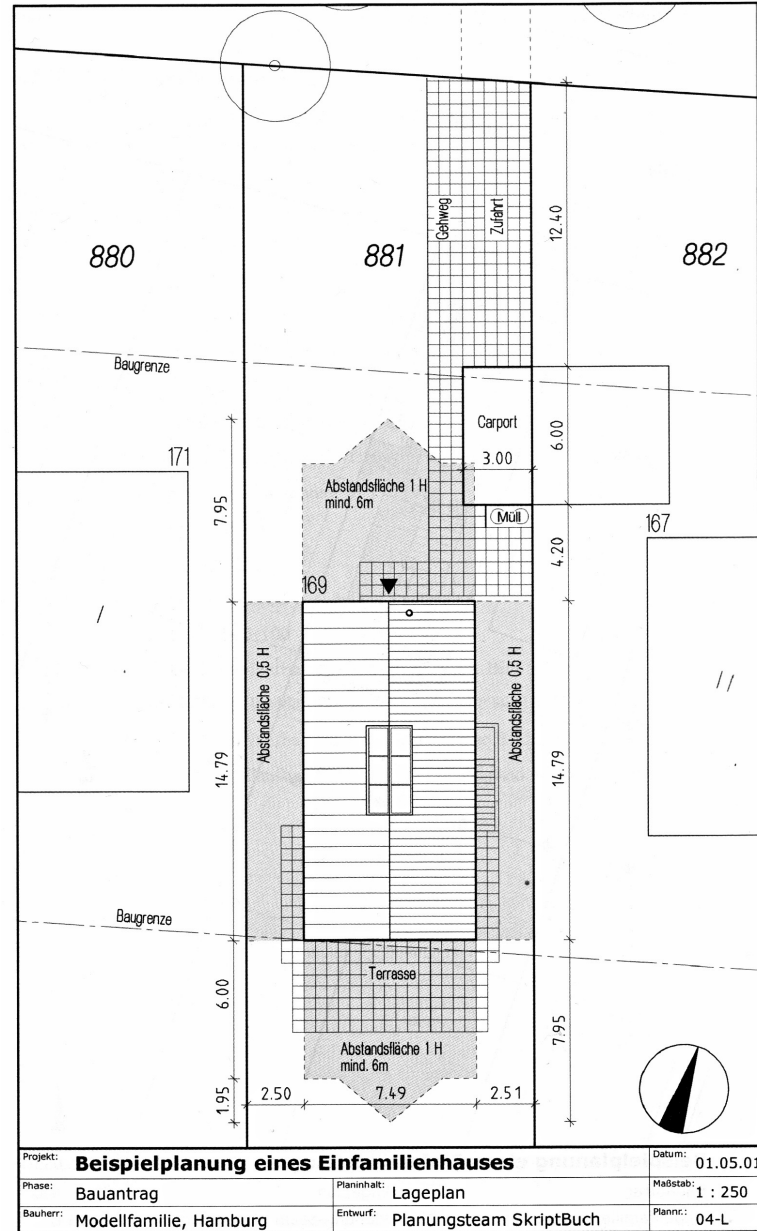 Gehweg
Zufahrt
12.40
880
881
882
Baugrenze
Carport
3.00
6.00
171
Abstandsfläche 1 H
mind. 6m
7.95
Müll
167
4.20
169
/
Abstandsfläche 0,5 H
Abstandsfläche 0,5 H
//
14.79
14.79
Baugrenze
Terrasse
6.00
7.95
Abstandsfläche 1 H
mind. 6m
1.95
2.50
7.49
2.51
Projekt: Beispielplanung eines Einfamilienhauses
Datum: 01.05.01
Phase: Bauantrag
Planinhalt: Lageplan
Maßstab: 1 : 250
Bauherr: Modellfamilie, Hamburg
Entwurf: Planungsteam SkriptBuch
Plannr.: 04-L